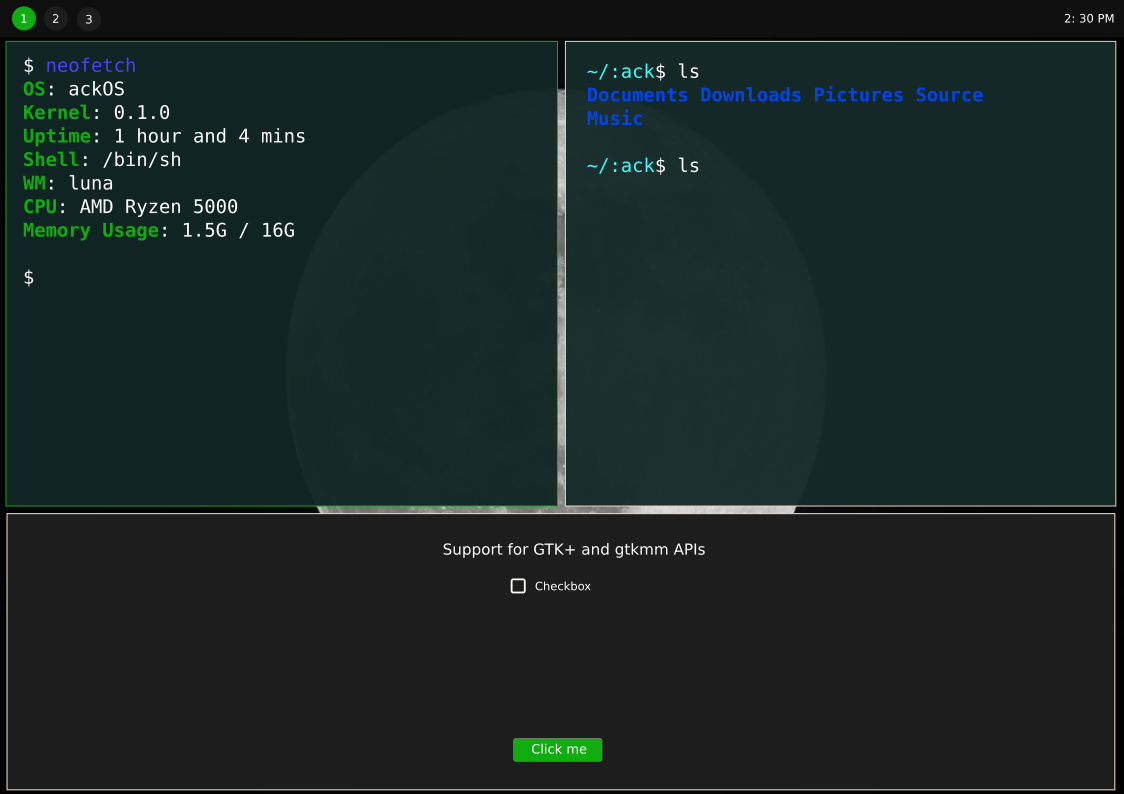 1 2 3
2: 30 PM
$ neofetch
OS: ackOS
Kernel: 0.1.0
Uptime: 1 hour and 4 mins
Shell: /bin/sh
WM: luna
CPU: AMD Ryzen 5000
Memory Usage: 1.5G / 16G
$
~/:ack$ ls
Documents Downloads Pictures Source
Music
~/:ack$ ls
Support for GTK+ and gtkmm APIs
Checkbox
Click me